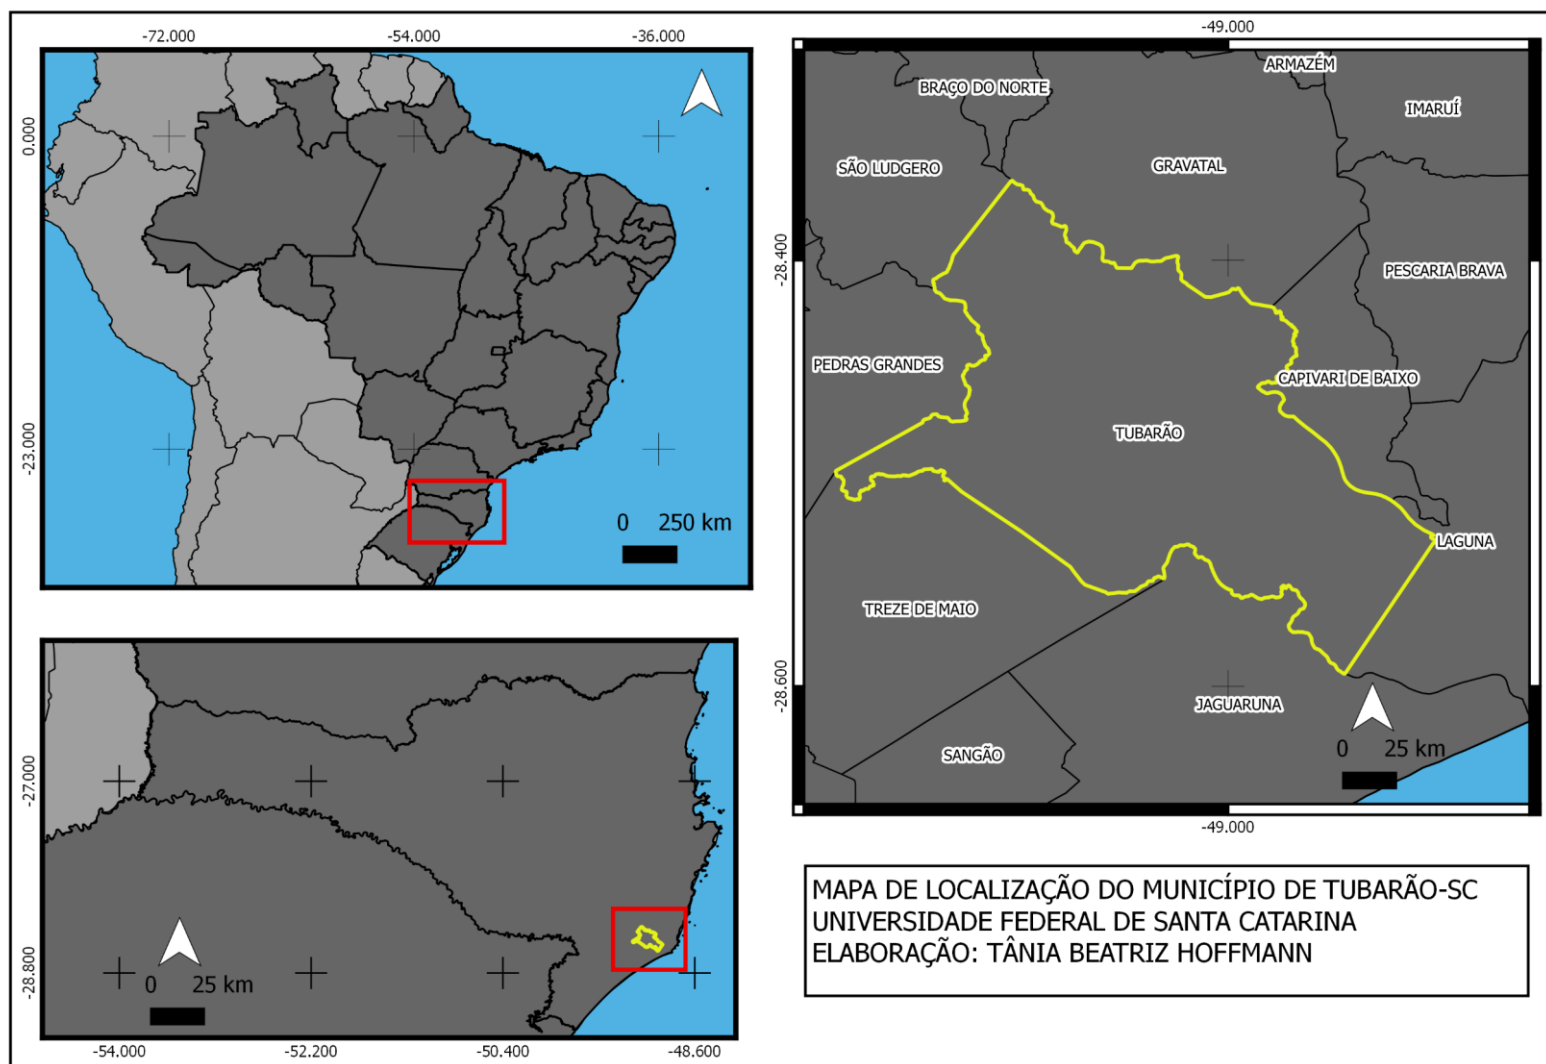 -72.000
-54.000
-36.000
0.000
-23.000
0 250 km
-27.000
-28.800
0 25 km
-54.000
-52.200
-50.400
-48.600
-49.000
ARMAZÉM
BRAÇO DO NORTE
IMARUÍ
SÃO LUDGERO
GRAVATAL
-28.400
PESCARIA BRAVA
PEDRAS GRANDES
CAPIVARI DE BAIXO
TUBARÃO
LAGUNA
TREZE DE MAIO
-28.600
JAGUARUNA
SANGÃO
0 25 km
-49.000
MAPA DE LOCALIZAÇÃO DO MUNICÍPIO DE TUBARÃO-SC
UNIVERSIDADE FEDERAL DE SANTA CATARINA
ELABORAÇÃO: TÂNIA BEATRIZ HOFFMANN